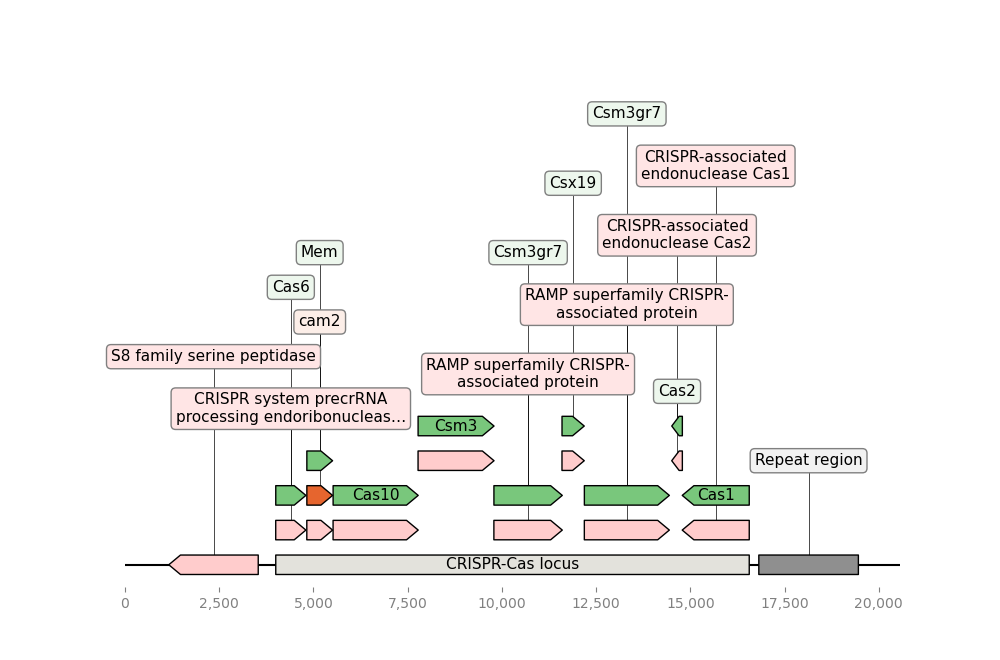 Csm3gr7
CRISPR-associated
endonuclease Cas1
Csx19
CRISPR-associated
endonuclease Cas2
Mem
Csm3gr7
Cas6
RAMP superfamily CRISPR-
associated protein
cam2
S8 family serine peptidase
RAMP superfamily CRISPR-
associated protein
Cas2
CRISPR system precrRNA
processing endoribonucleas…
Csm3
Repeat region
Cas10
Cas1
CRISPR-Cas locus
0 2,500 5,000 7,500 10,000 12,500 15,000 17,500 20,000